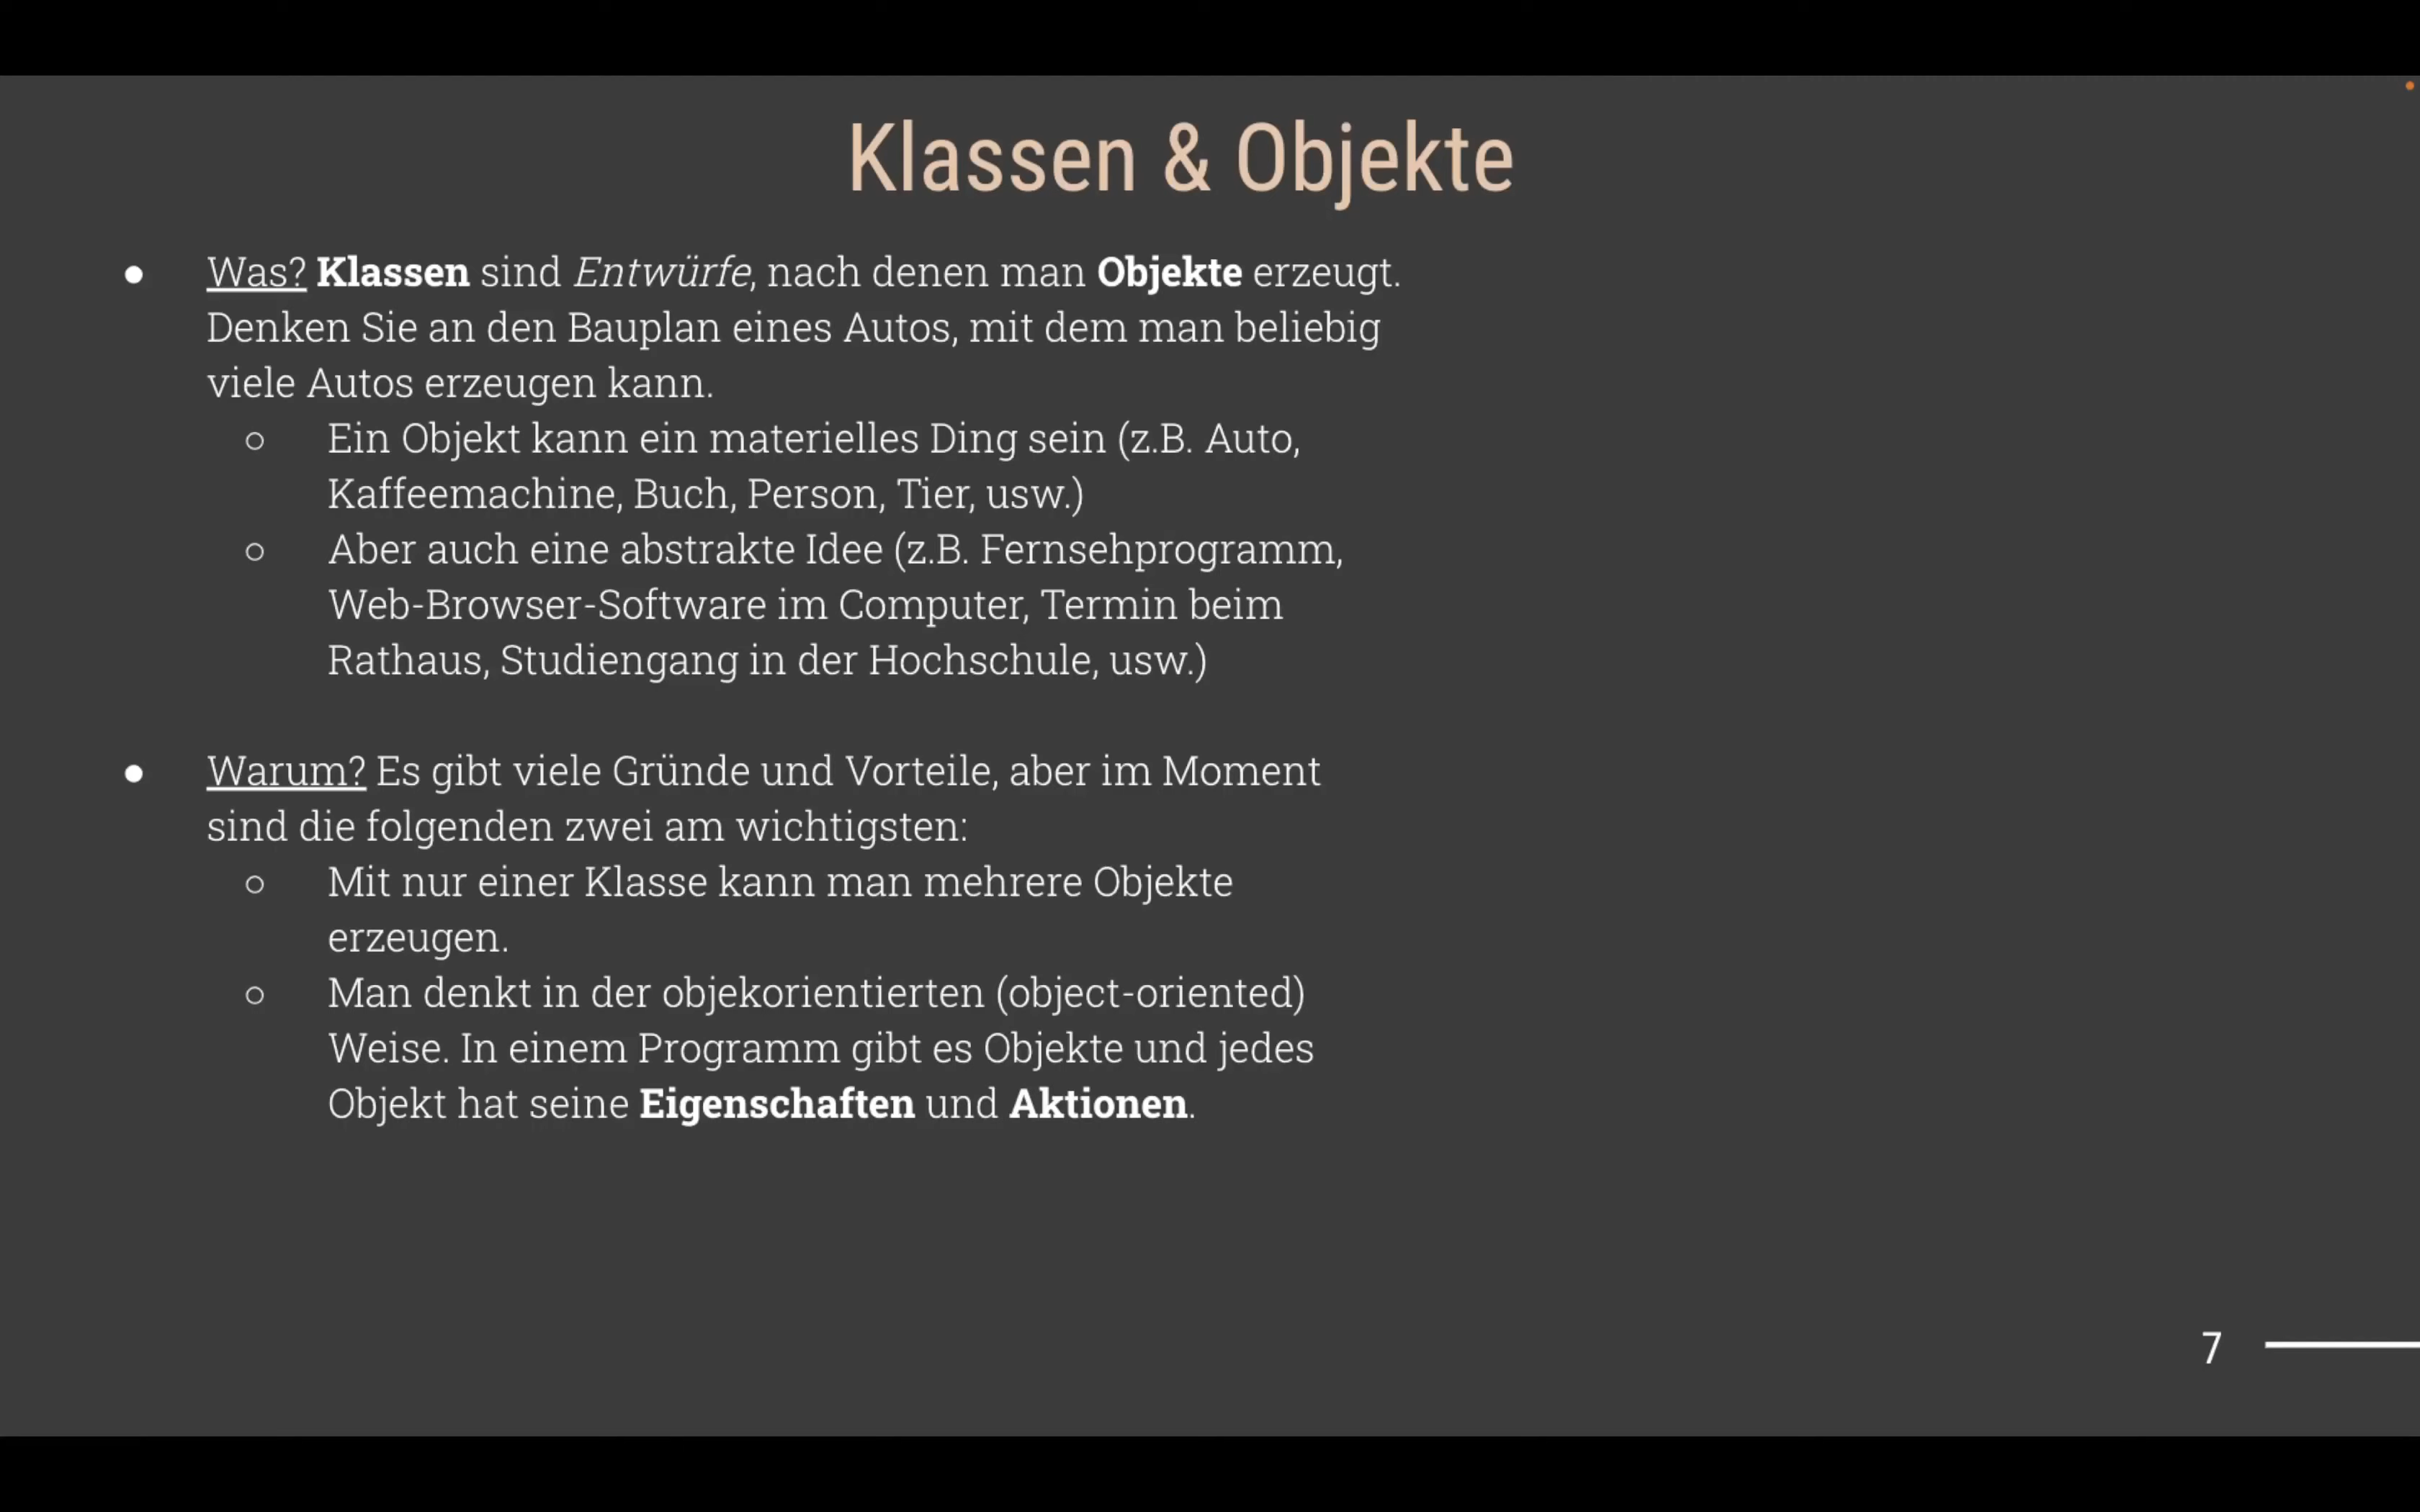 Klassen & Objekte
● Was? Klassen sind Entwürfe, nach denen man Objekte erzeugt.
Denken Sie an den Bauplan eines Autos, mit dem man beliebig
viele Autos erzeugen kann.
○ Ein Objekt kann ein materielles Ding sein (z.B. Auto,
Kaffeemachine, Buch, Person, Tier, usw.)
○ Aber auch eine abstrakte Idee (z.B. Fernsehprogramm,
Web-Browser-Software im Computer, Termin beim
Rathaus, Studiengang in der Hochschule, usw.)
● Warum? Es gibt viele Gründe und Vorteile, aber im Moment
sind die folgenden zwei am wichtigsten:
○ Mit nur einer Klasse kann man mehrere Objekte
erzeugen.
○ Man denkt in der objekorientierten (object-oriented)
Weise. In einem Programm gibt es Objekte und jedes
Objekt hat seine Eigenschaften und Aktionen.
7